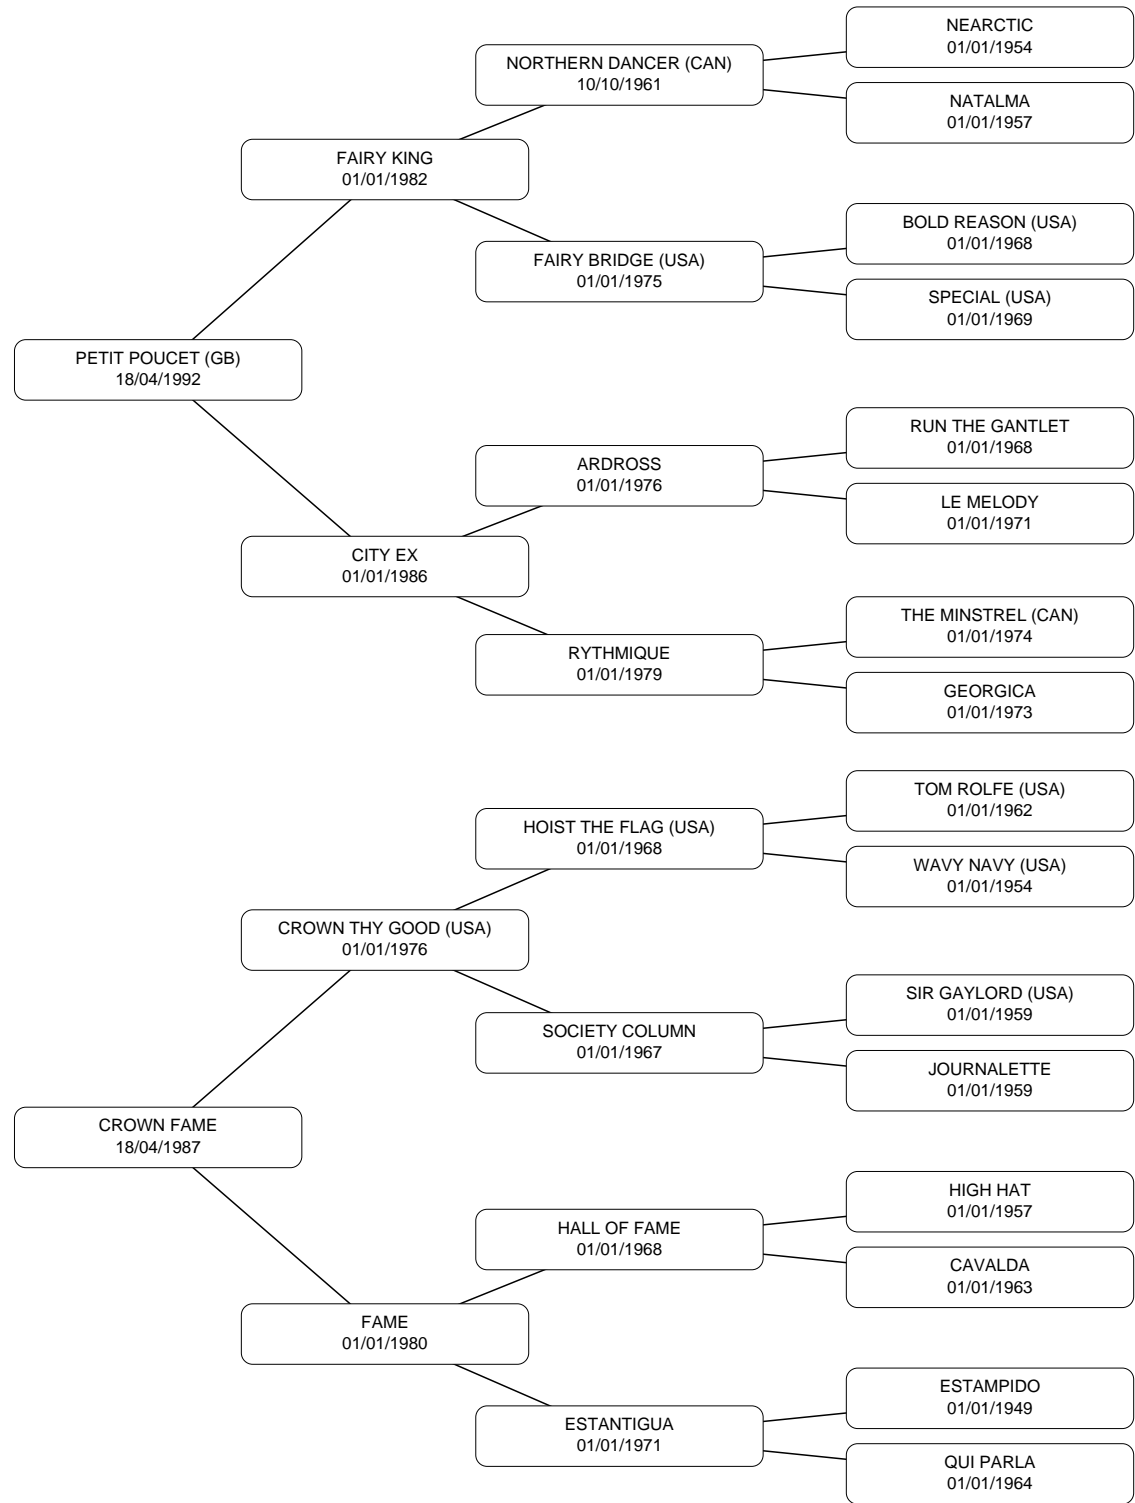 NEARCTIC
01/01/1954
NORTHERN DANCER (CAN)
10/10/1961
NATALMA
01/01/1957
FAIRY KING
01/01/1982
BOLD REASON (USA)
01/01/1968
FAIRY BRIDGE (USA)
01/01/1975
SPECIAL (USA)
01/01/1969
PETIT POUCET (GB)
18/04/1992
RUN THE GANTLET
01/01/1968
ARDROSS
01/01/1976
LE MELODY
01/01/1971
CITY EX
01/01/1986
THE MINSTREL (CAN)
01/01/1974
RYTHMIQUE
01/01/1979
GEORGICA
01/01/1973
TOM ROLFE (USA)
01/01/1962
HOIST THE FLAG (USA)
01/01/1968
WAVY NAVY (USA)
01/01/1954
CROWN THY GOOD (USA)
01/01/1976
SIR GAYLORD (USA)
01/01/1959
SOCIETY COLUMN
01/01/1967
JOURNALETTE
01/01/1959
CROWN FAME
18/04/1987
HIGH HAT
01/01/1957
HALL OF FAME
01/01/1968
CAVALDA
01/01/1963
FAME
01/01/1980
ESTAMPIDO
01/01/1949
ESTANTIGUA
01/01/1971
QUI PARLA
01/01/1964